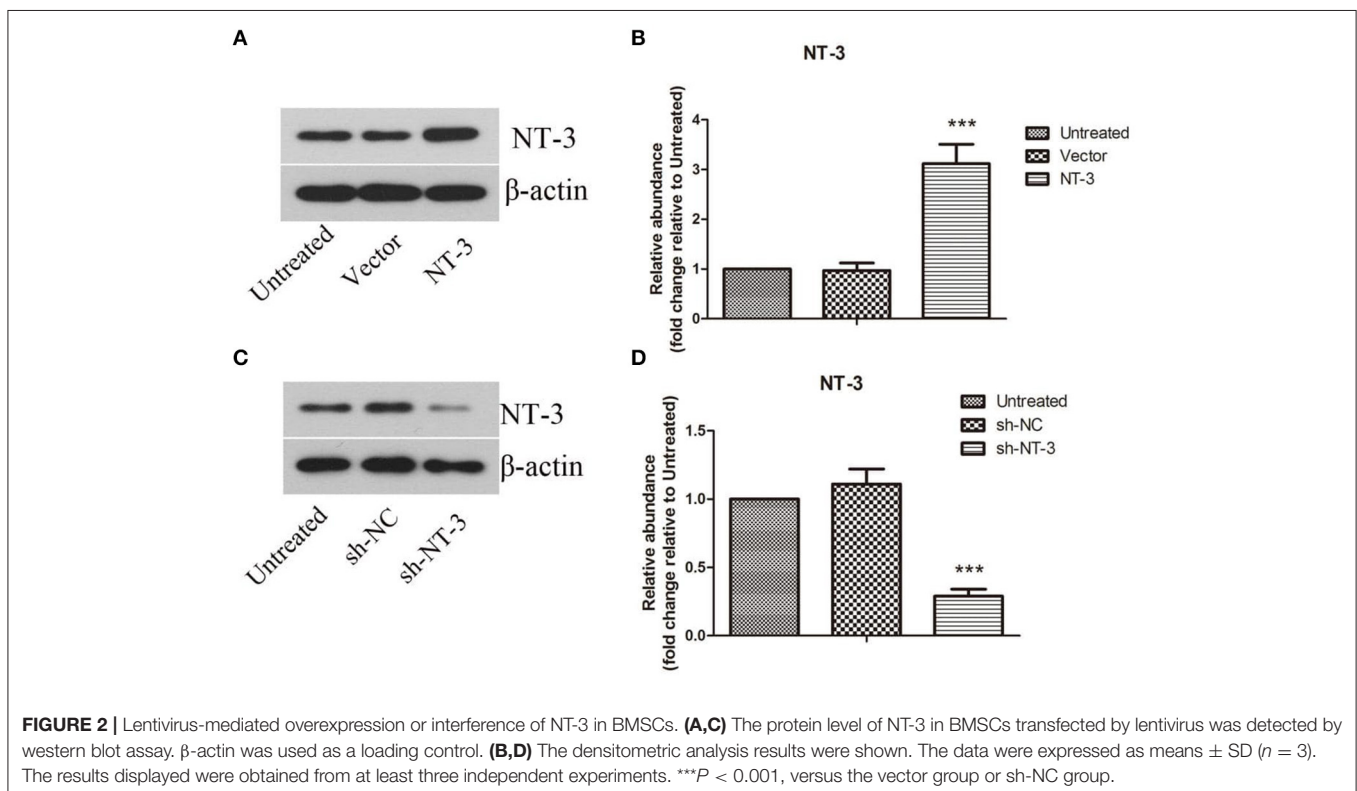 A
NT-3
β-actin
Untreated
Vector
NT-3
B
NT-3
Relative abundance
(fold change relative to Untreated)
4
3
2
1
0
***
Untreated
Vector
NT-3
C
NT-3
β-actin
Untreated
sh-NC
sh-NT-3
D
NT-3
Relative abundance
(fold change relative to Untreated)
1.5
1.0
0.5
0.0
***
Untreated
sh-NC
sh-NT-3
FIGURE 2 | Lentivirus-mediated overexpression or interference of NT-3 in BMSCs. (A,C) The protein level of NT-3 in BMSCs transfected by lentivirus was detected by
western blot assay. β-actin was used as a loading control. (B,D) The densitometric analysis results were shown. The data were expressed as means ± SD (n = 3).
The results displayed were obtained from at least three independent experiments. ***P < 0.001, versus the vector group or sh-NC group.